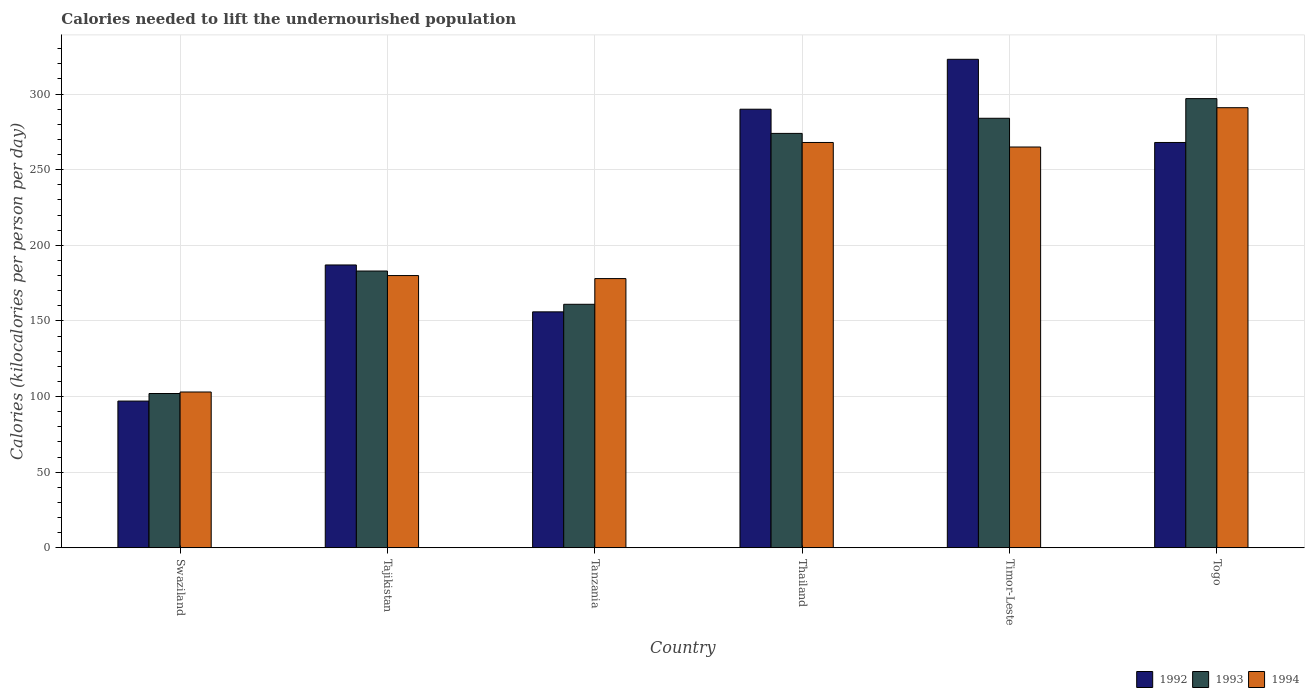 Calories needed to lift the undernourished population
Calories (kilocalories per person per day)
300
250
200
150
100
50
0
Swaziland
Tajikistan
Tanzania
Thailand
Timor-Leste
Togo
Country
1992
1993
1994